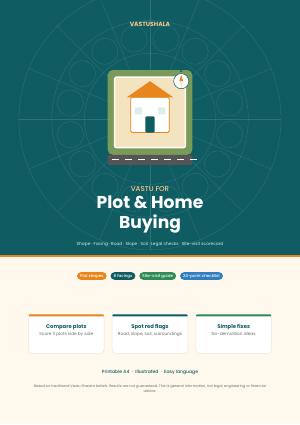 VASTUSHALA
VASTU FOR
Plot & Home
Buying
Shape · Facing · Road · Slope · Soil · Legal checks · Site-visit scorecard
Plot shapes
8 facings
Site-visit guide
24-point checklist
Compare plots
Score 3 plots side by side
Spot red flags
Road, slope, soil, surroundings
Simple fixes
No-demolition ideas
Printable A4 · Illustrated · Easy language
Based on traditional Vastu Shastra beliefs. Results are not guaranteed. This is general information, not legal, engineering or financial
advice.